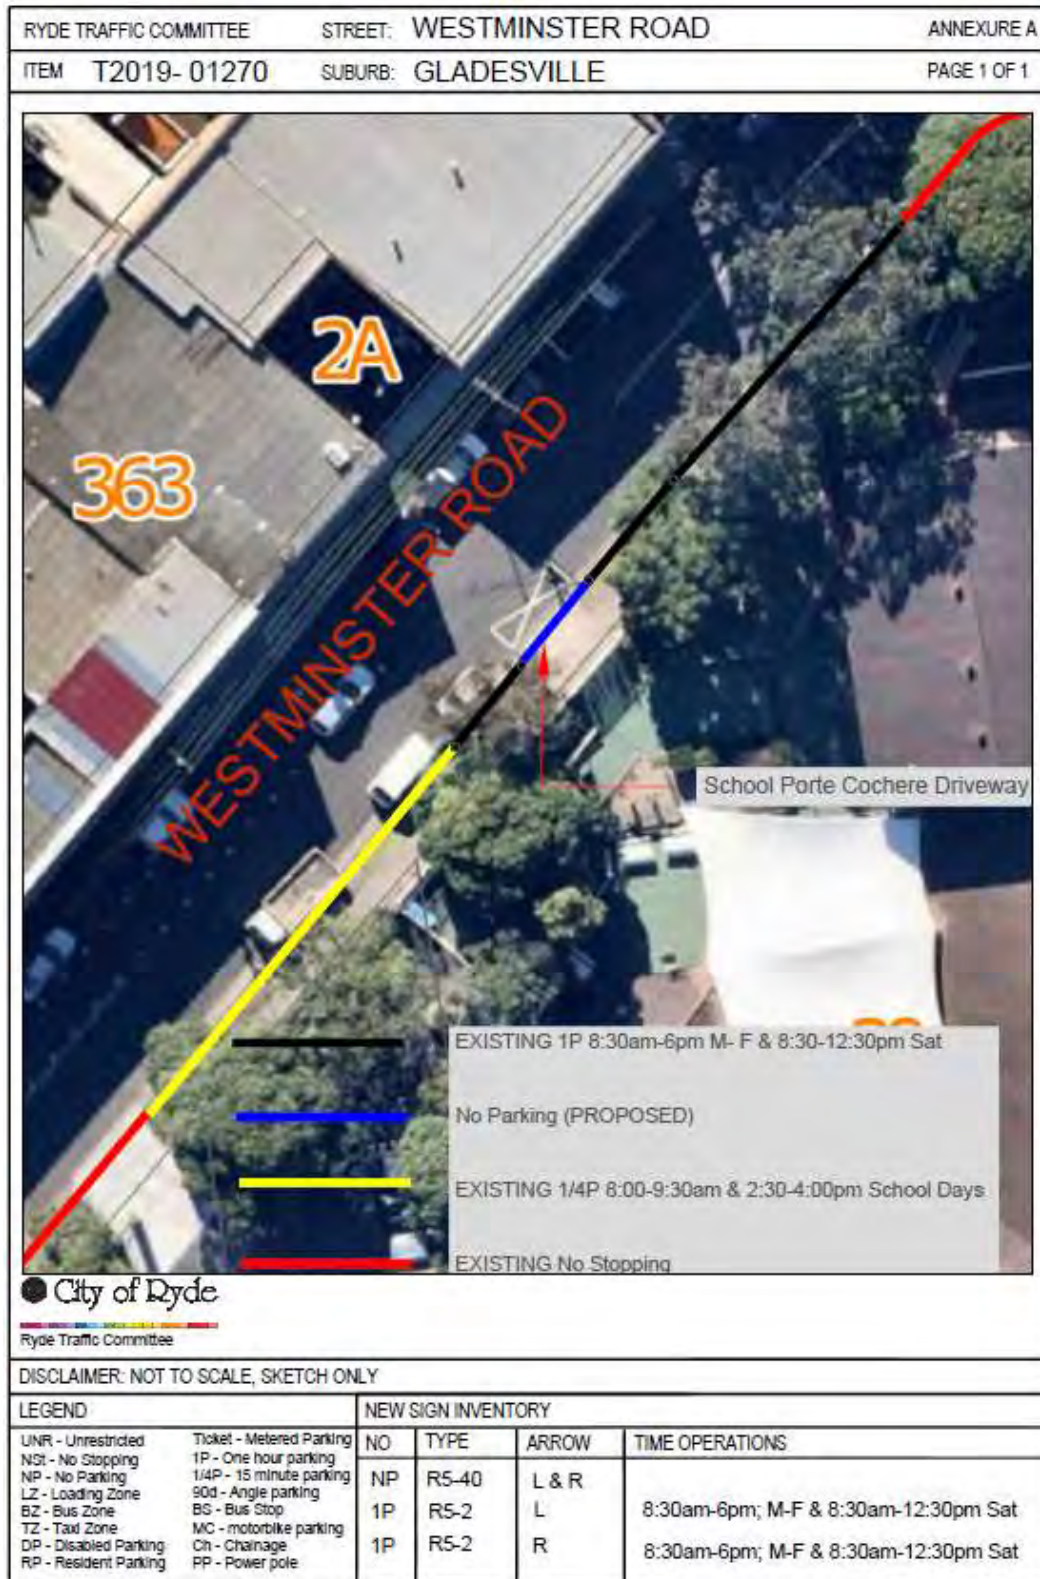 RYDE TRAFFIC COMMITTEE STREET: WESTMINSTER ROAD ANNEXURE A
ITEM T2019- 01270 SUBURB: GLADESVILLE PAGE 1 OF 1
2A
363
WESTMINSTER ROAD
School Porte Cochere Driveway
EXISTING 1P 8:30am-6pm M- F & 8:30-12:30pm Sat
No Parking (PROPOSED)
EXISTING 1/4P 8:00-9:30am & 2:30-4:00pm School Days
EXISTING No Stopping
City of Ryde
Ryde Traffic Committee
DISCLAIMER: NOT TO SCALE, SKETCH ONLY
LEGEND
UNR - Unrestricted Ticket - Metered Parking
NSt - No Stopping 1P - One hour parking
NP - No Parking 1/4P - 15 minute parking
LZ - Loading Zone 90d - Angle parking
BZ - Bus Zone BS - Bus Stop
TZ - Taxi Zone MC - motorbike parking
DP - Disabled Parking Ch - Chainage
RP - Resident Parking PP - Power pole
NEW SIGN INVENTORY
NO TYPE ARROW TIME OPERATIONS
NP R5-40 L & R
1P R5-2 L 8:30am-6pm; M-F & 8:30am-12:30pm Sat
1P R5-2 R 8:30am-6pm; M-F & 8:30am-12:30pm Sat